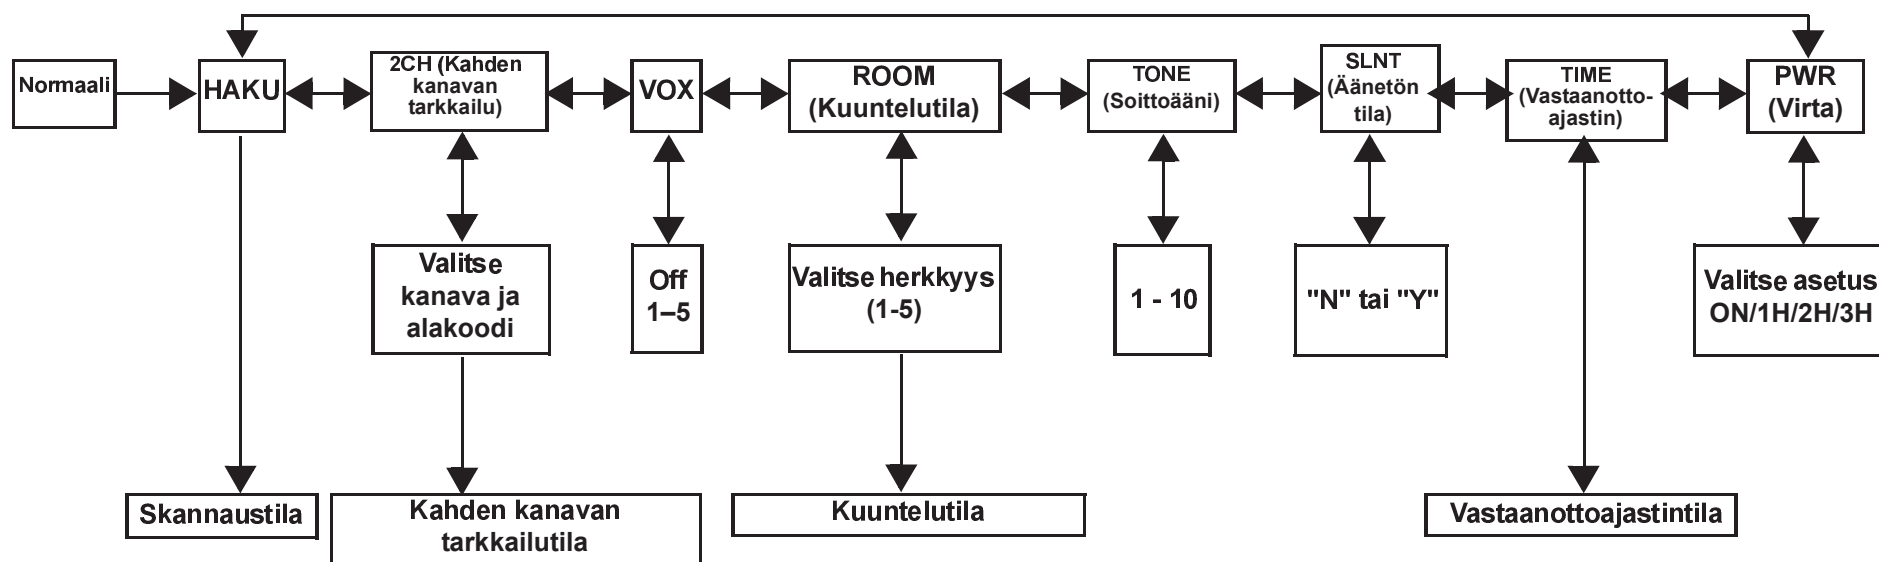 Normaali
HAKU
2CH (Kahden
kanavan
tarkkailu)
VOX
ROOM
(Kuuntelutila)
TONE
(Soittoääni)
SLNT
(Äänetön
tila)
TIME
(Vastaanotto-
ajastin)
PWR
(Virta)
Valitse
kanava ja
alakoodi
Off
1–5
Valitse herkkyys
(1-5)
1 - 10
"N" tai "Y"
Valitse asetus
ON/1H/2H/3H
Skannaustila
Kahden kanavan
tarkkailutila
Kuuntelutila
Vastaanottoajastintila